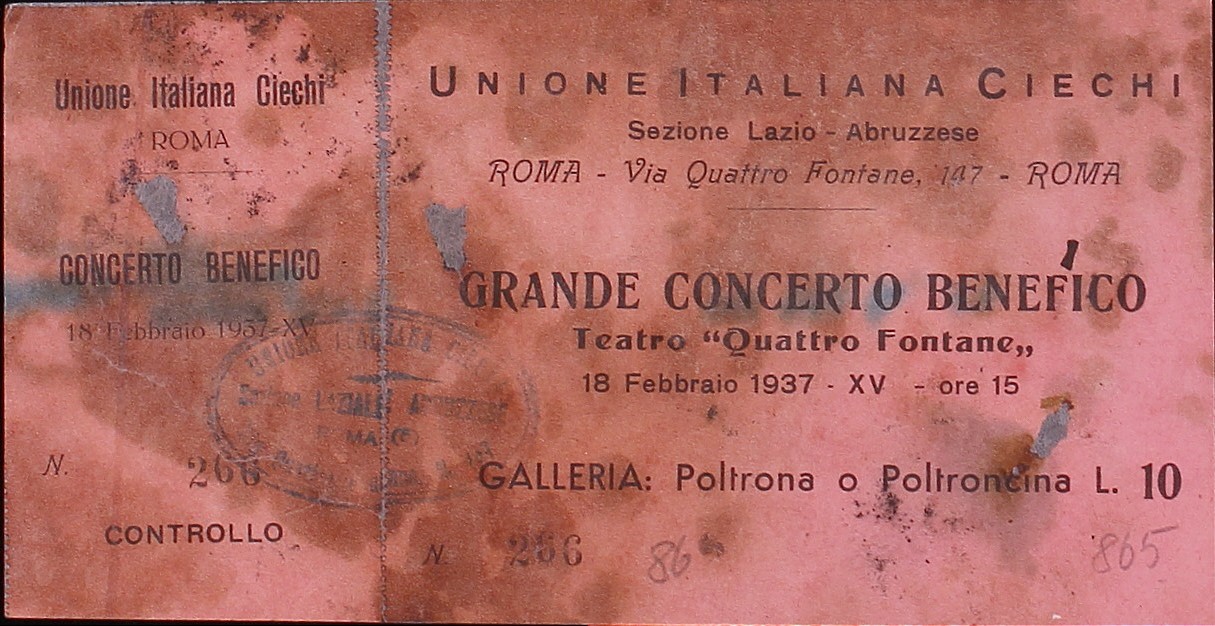 Unione Italiana Ciechi
ROMA
CONCERTO BENEFICO
18 Febbraio 1937-XV
N. 266
CONTROLLO
UNIONE ITALIANA CIECHI
Sezione Lazio - Abruzzese
ROMA - Via Quattro Fontane, 147 - ROMA
GRANDE CONCERTO BENEFICO
Teatro “Quattro Fontane„
18 Febbraio 1937 - XV - ore 15
GALLERIA: Poltrona o Poltroncina L. 10
N. 266
865